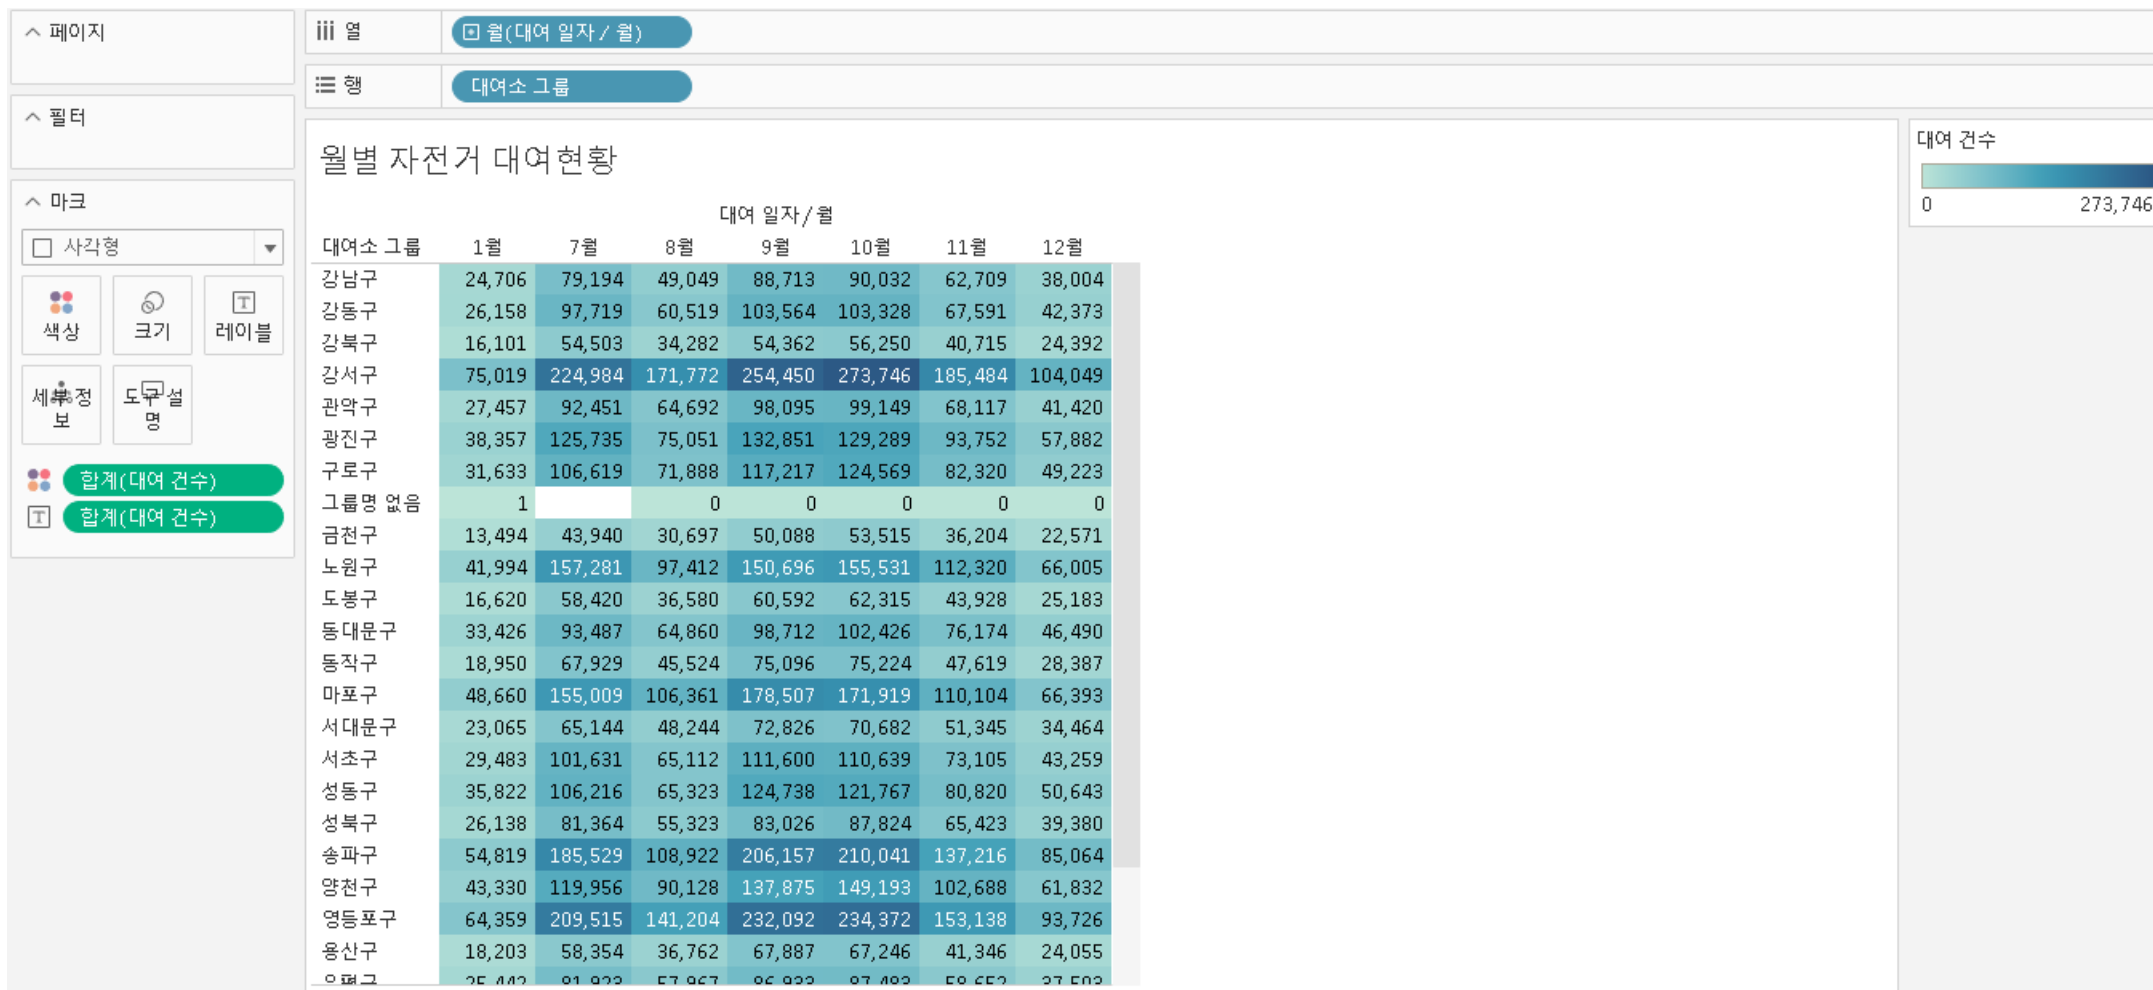 페이지
필터
마크
사각형
색상
크기
레이블
세부 정보
도구 설명
합계(대여 건수)
합계(대여 건수)
열 월(대여 일자 / 월)
행 대여소 그룹
월별 자전거 대여현황
대여 일자 / 월
대여소 그룹 1월 7월 8월 9월 10월 11월 12월
강남구 24,706 79,194 49,049 88,713 90,032 62,709 38,004
강동구 26,158 97,719 60,519 103,564 103,328 67,591 42,373
강북구 16,101 54,503 34,282 54,362 56,250 40,715 24,392
강서구 75,019 224,984 171,772 254,450 273,746 185,484 104,049
관악구 27,457 92,451 64,692 98,095 99,149 68,117 41,420
광진구 38,357 125,735 75,051 132,851 129,289 93,752 57,882
구로구 31,633 106,619 71,888 117,217 124,569 82,320 49,223
그룹명 없음 1 0 0 0 0 0
금천구 13,494 43,940 30,697 50,088 53,515 36,204 22,571
노원구 41,994 157,281 97,412 150,696 155,531 112,320 66,005
도봉구 16,620 58,420 36,580 60,592 62,315 43,928 25,183
동대문구 33,426 93,487 64,860 98,712 102,426 76,174 46,490
동작구 18,950 67,929 45,524 75,096 75,224 47,619 28,387
마포구 48,660 155,009 106,361 178,507 171,919 110,104 66,393
서대문구 23,065 65,144 48,244 72,826 70,682 51,345 34,464
서초구 29,483 101,631 65,112 111,600 110,639 73,105 43,259
성동구 35,822 106,216 65,323 124,738 121,767 80,820 50,643
성북구 26,138 81,364 55,323 83,026 87,824 65,423 39,380
송파구 54,819 185,529 108,922 206,157 210,041 137,216 85,064
양천구 43,330 119,956 90,128 137,875 149,193 102,688 61,832
영등포구 64,359 209,515 141,204 232,092 234,372 153,138 93,726
용산구 18,203 58,354 36,762 67,887 67,246 41,346 24,055
대여 건수
0 273,746